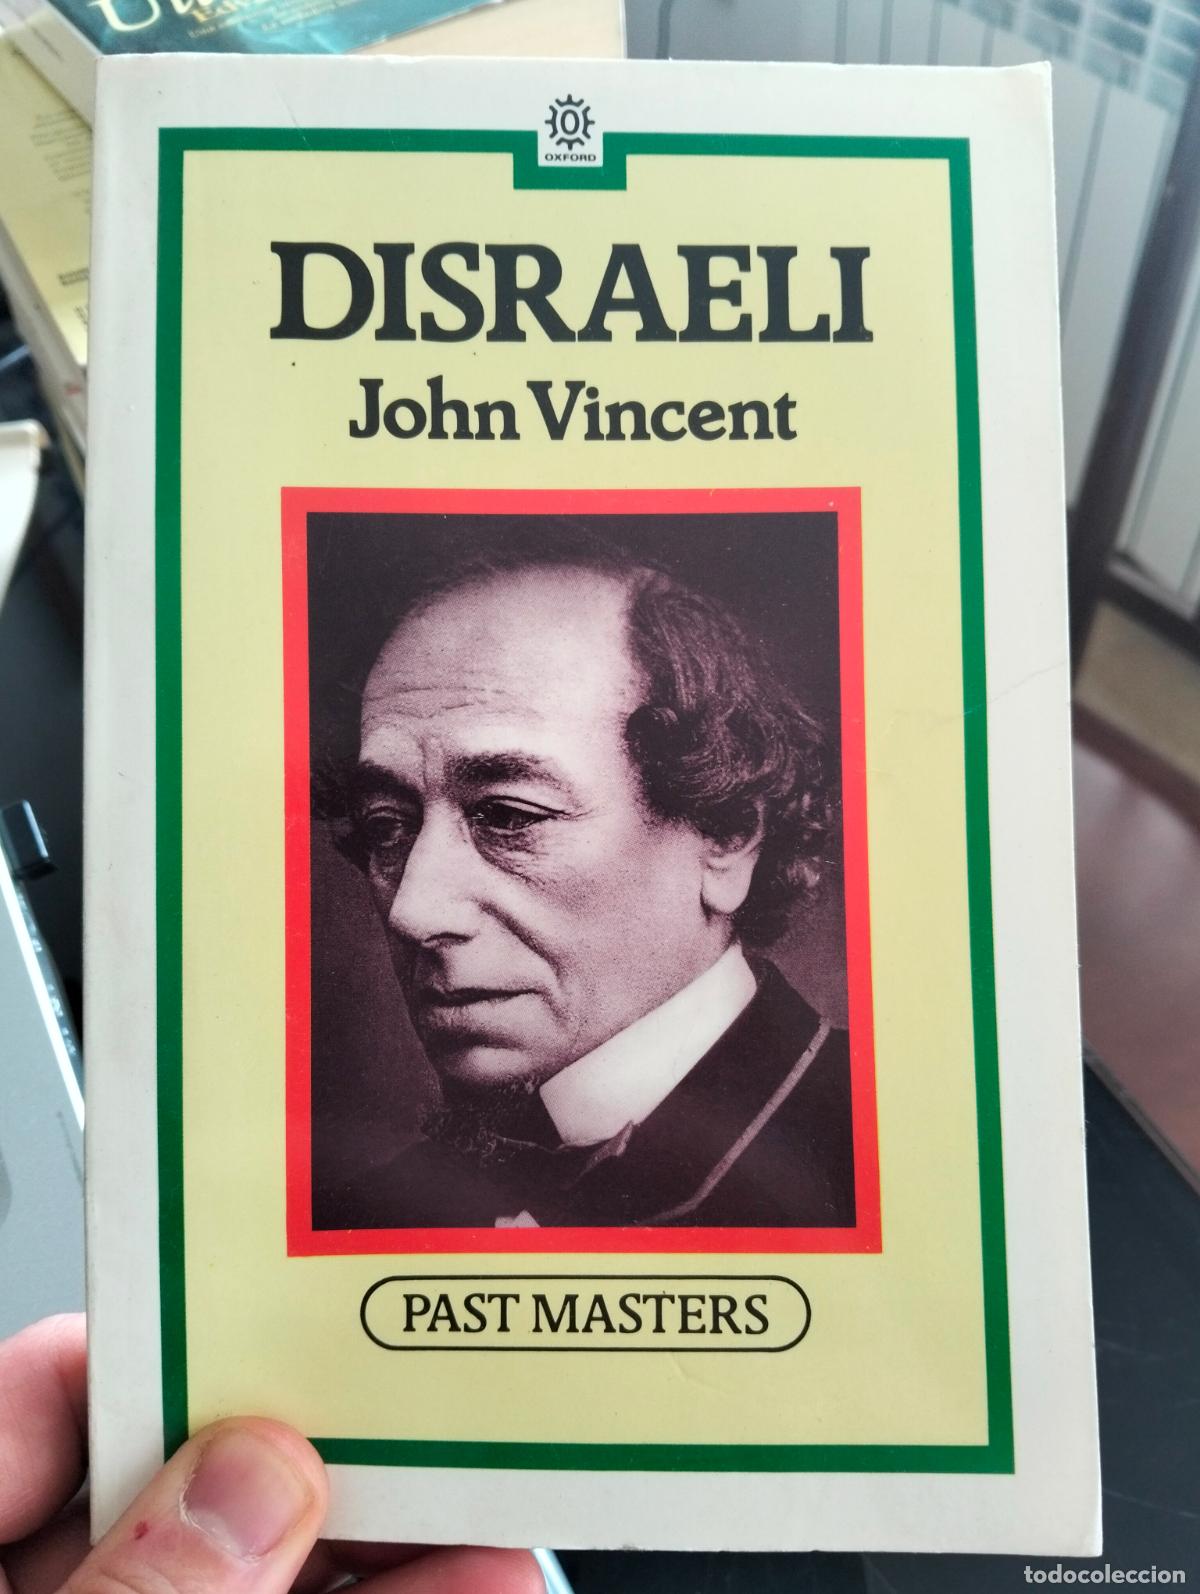 O
OXFORD
DISRAELI
John Vincent
PAST MASTERS
todocoleccion